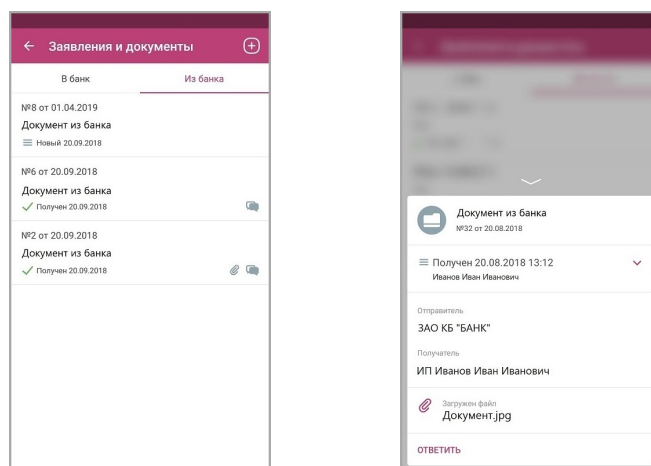 Заявления и документы
В банк
Из банка
№8 от 01.04.2019
Документ из банка
Новый 20.09.2018
№6 от 20.09.2018
Документ из банка
Получен 20.09.2018
№2 от 20.09.2018
Документ из банка
Получен 20.09.2018
Документ из банка
№32 от 20.08.2018
Получен 20.08.2018 13:12
Иванов Иван Иванович
Отправитель
ЗАО КБ "БАНК"
Получатель
ИП Иванов Иван Иванович
Загружен файл
Документ.jpg
ОТВЕТИТЬ